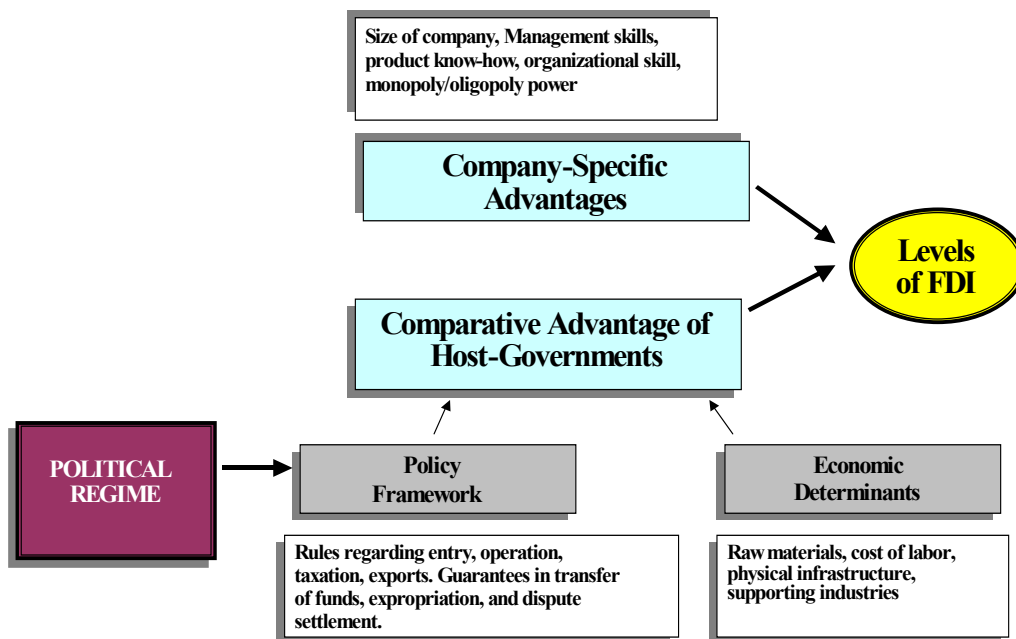 Size of company, Management skills,
product know-how, organizational skill,
monopoly/oligopoly power
Company-Specific
Advantages
Levels
of FDI
Comparative Advantage of
Host-Governments
POLITICAL
REGIME
Policy
Framework
Economic
Determinants
Rules regarding entry, operation,
taxation, exports. Guarantees in transfer
of funds, expropriation, and dispute
settlement.
Raw materials, cost of labor,
physical infrastructure,
supporting industries